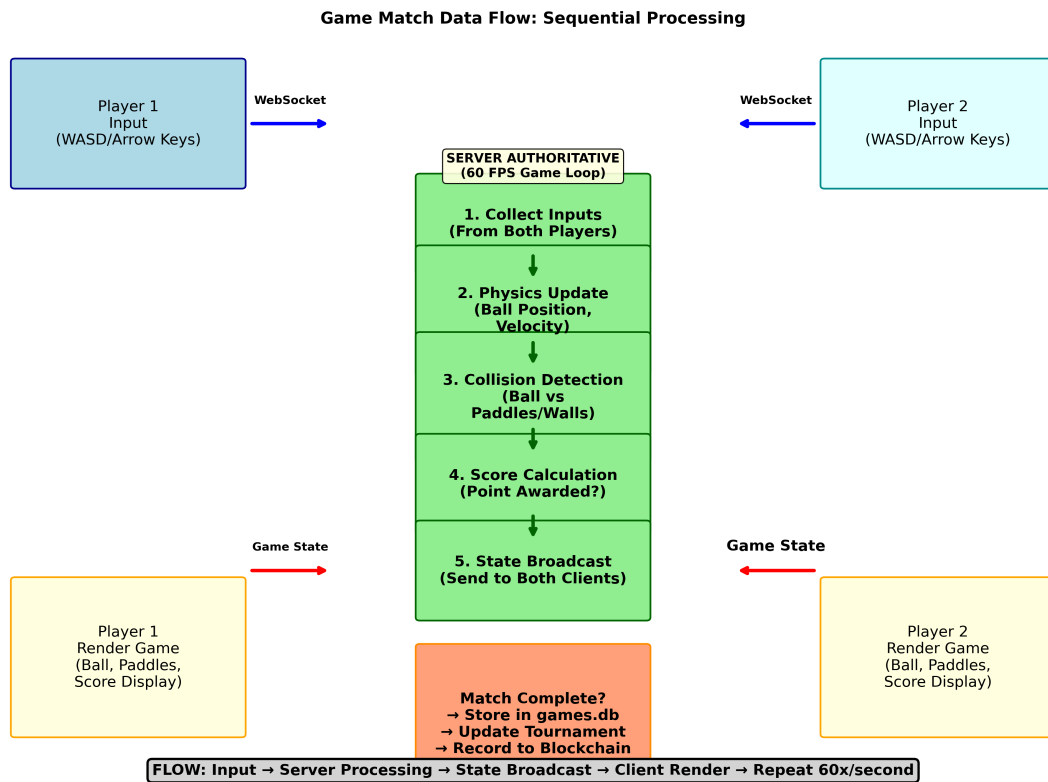 Game Match Data Flow: Sequential Processing
Player 1
Input
(WASD/Arrow Keys)
WebSocket
WebSocket
Player 2
Input
(WASD/Arrow Keys)
SERVER AUTHORITATIVE
(60 FPS Game Loop)
1. Collect Inputs
(From Both Players)
2. Physics Update
(Ball Position,
Velocity)
3. Collision Detection
(Ball vs
Paddles/Walls)
4. Score Calculation
(Point Awarded?)
5. State Broadcast
(Send to Both Clients)
Game State
Game State
Player 1
Render Game
(Ball, Paddles,
Score Display)
Player 2
Render Game
(Ball, Paddles,
Score Display)
Match Complete?
→ Store in games.db
→ Update Tournament
→ Record to Blockchain
FLOW: Input → Server Processing → State Broadcast → Client Render → Repeat 60x/second